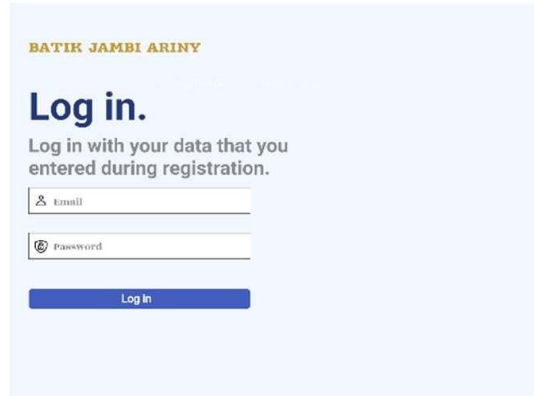 BATIK JAMBI ARINY
Log in.
Log in with your data that you
entered during registration.
Email
Password
Log in